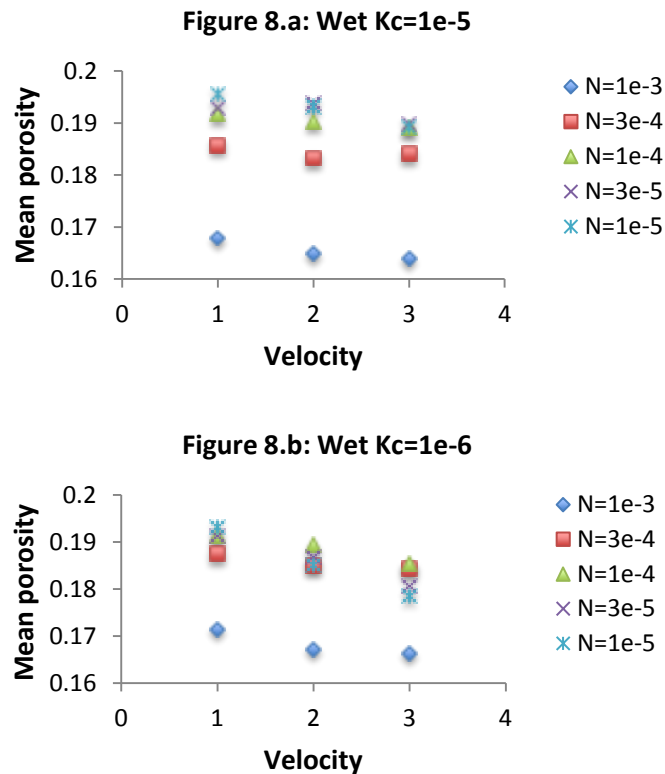 Figure 8.a: Wet Kc=1e-5
0.2
0.19
0.18
0.17
0.16
Mean porosity
0 1 2 3 4
Velocity
N=1e-3
N=3e-4
N=1e-4
N=3e-5
N=1e-5
Figure 8.b: Wet Kc=1e-6
0.2
0.19
0.18
0.17
0.16
Mean porosity
0 1 2 3 4
Velocity
N=1e-3
N=3e-4
N=1e-4
N=3e-5
N=1e-5